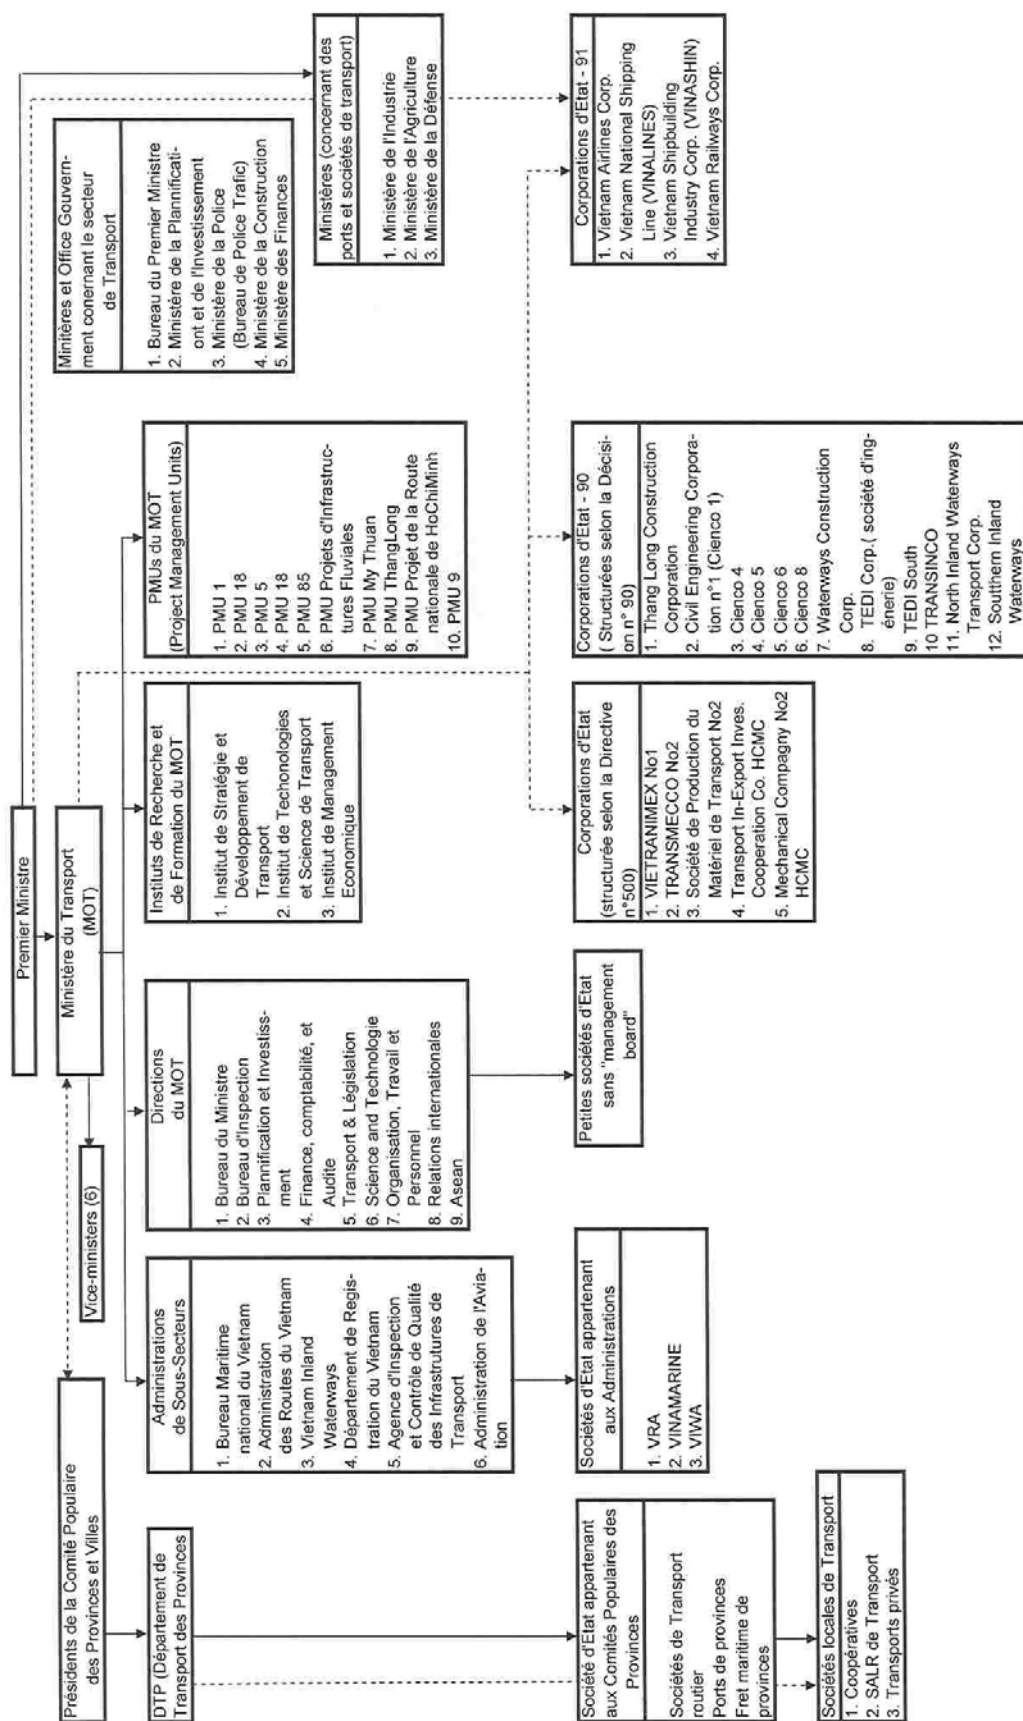 Premier Ministre
Ministère du Transport
(MOT)
Vice-ministers (6)
Présidents de la Comité Populaire
des Provinces et Villes
DTP (Département de
Transport des Provinces
Société d'Etat appartenant
aux Comités Populaires des
Provinces
Sociétés de Transport
routier
Ports de provinces
Fret maritime de
provinces
Sociétés locales de Transport
1. Coopératives
2. SALR de Transport
3. Transports privés
Administrations
de Sous-Secteurs
1. Bureau Maritime
national du Vietnam
2. Administration
des Routes du Vietnam
3. Vietnam Inland
Waterways
4. Département de Regis-
tration du Vietnam
5. Agence d'Inspection
et Contrôle de Qualité
des Infrastrutures de
Transport
6. Administration de l'Avia-
tion
Sociétés d'Etat appartenant
aux Administrations
1. VRA
2. VINAMARINE
3. VIWA
Directions
du MOT
1. Bureau du Ministre
2. Bureau d'Inspection
3. Plannification et Investiss-
ment
4. Finance, comptabilité, et
Audite
5. Transport & Législation
6. Science and Technologie
7. Organisation, Travail et
Personnel
8. Relations internationales
9. Asean
Petites sociétés d'Etat
sans "management
board"
Instituts de Recherche et
de Formation du MOT
1. Institut de Stratégie et
Développement de
Transport
2. Institut de Techonologies
et Science de Transport
3. Institut de Management
Economique
Corporations d'Etat
(structurée selon la Directive
n°500)
1. VIETRANIMEX No1
2. TRANSMECCO No2
3. Société de Production du
Matériel de Transport No2
4. Transport In-Export Inves.
Cooperation Co. HCMC
5. Mechanical Compagny No2
HCMC
PMUs du MOT
(Project Management Units)
1. PMU 1
2. PMU 18
3. PMU 5
4. PMU 18
5. PMU 85
6. PMU Projets d'Infrastruc-
tures Fluviales
7. PMU My Thuan
8. PMU ThangLong
9. PMU Projet de la Route
nationale de HoChiMinh
10. PMU 9
Corporations d'Etat - 90
( Structurées selon la Décisi-
on n° 90)
1. Thang Long Construction
Corporation
2. Civil Engineering Corpora-
tion n°1 (Cienco 1)
3. Cienco 4
4. Cienco 5
5. Cienco 6
6. Cienco 8
7. Waterways Construction
Corp.
8. TEDI Corp.( société d'ing-
énerie)
9. TEDI South
10 TRANSINCO
11. North Inland Waterways
Transport Corp.
12. Soutthern Inland
Waterways
Minitères et Office Gouvern-
ment conernant le secteur
de Transport
1. Bureau du Premier Ministre
2. Ministère de la Plannificati-
ont et de l'Investissement
3. Ministère de la Police
(Bureau de Police Trafic)
4. Ministère de la Construction
5. Ministère des Finances
Ministères (concernant des
ports et sociétés de transport)
1. Ministère de l'Industrie
2. Ministère de l'Agriculture
3. Ministère de la Défense
Corporations d'Etat - 91
1. Vietnam Airlines Corp.
2. Vietnam National Shipping
Line (VINALINES)
3. Vietnam Shipbuilding
Industry Corp. (VINASHIN)
4. Vietnam Railways Corp.